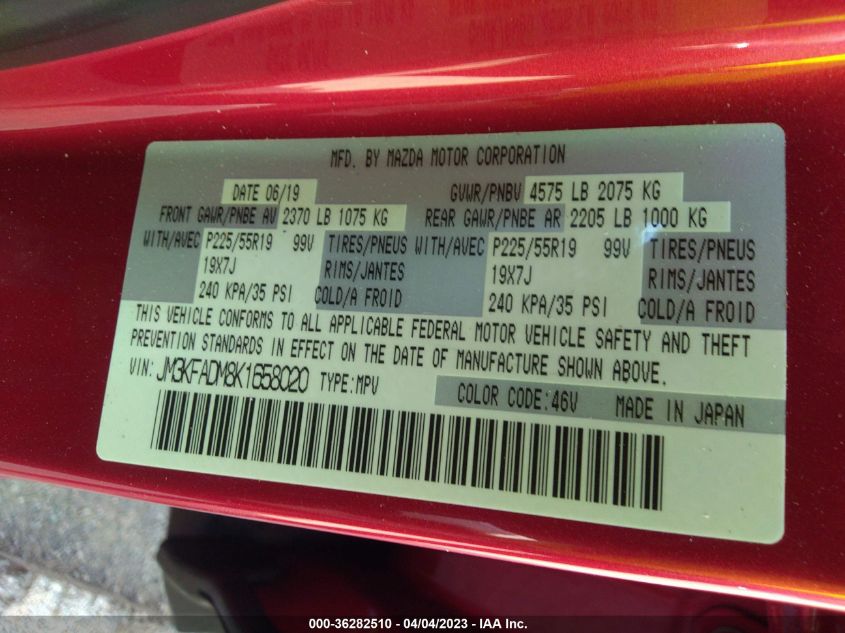 MFD. BY MAZDA MOTOR CORPORATION
DATE 06/19 GVWR/PNBV 4575 LB 2075 KG
FRONT GAWR/PNBE AV 2370 LB 1075 KG REAR GAWR/PNBE AR 2205 LB 1000 KG
WITH/AVEC P225/55R19 99V TIRES/PNEUS WITH/AVEC P225/55R19 99V TIRES/PNEUS
19X7J RIMS/JANTES 19X7J RIMS/JANTES
240 KPA/35 PSI COLD/A FROID 240 KPA/35 PSI COLD/A FROID
THIS VEHICLE CONFORMS TO ALL APPLICABLE FEDERAL MOTOR VEHICLE SAFETY AND THEFT
PREVENTION STANDARDS IN EFFECT ON THE DATE OF MANUFACTURE SHOWN ABOVE.
VIN: JM3KFADM8K1658020 TYPE:MPV COLOR CODE:46V MADE IN JAPAN
000-36282510 - 04/04/2023 - IAA Inc.